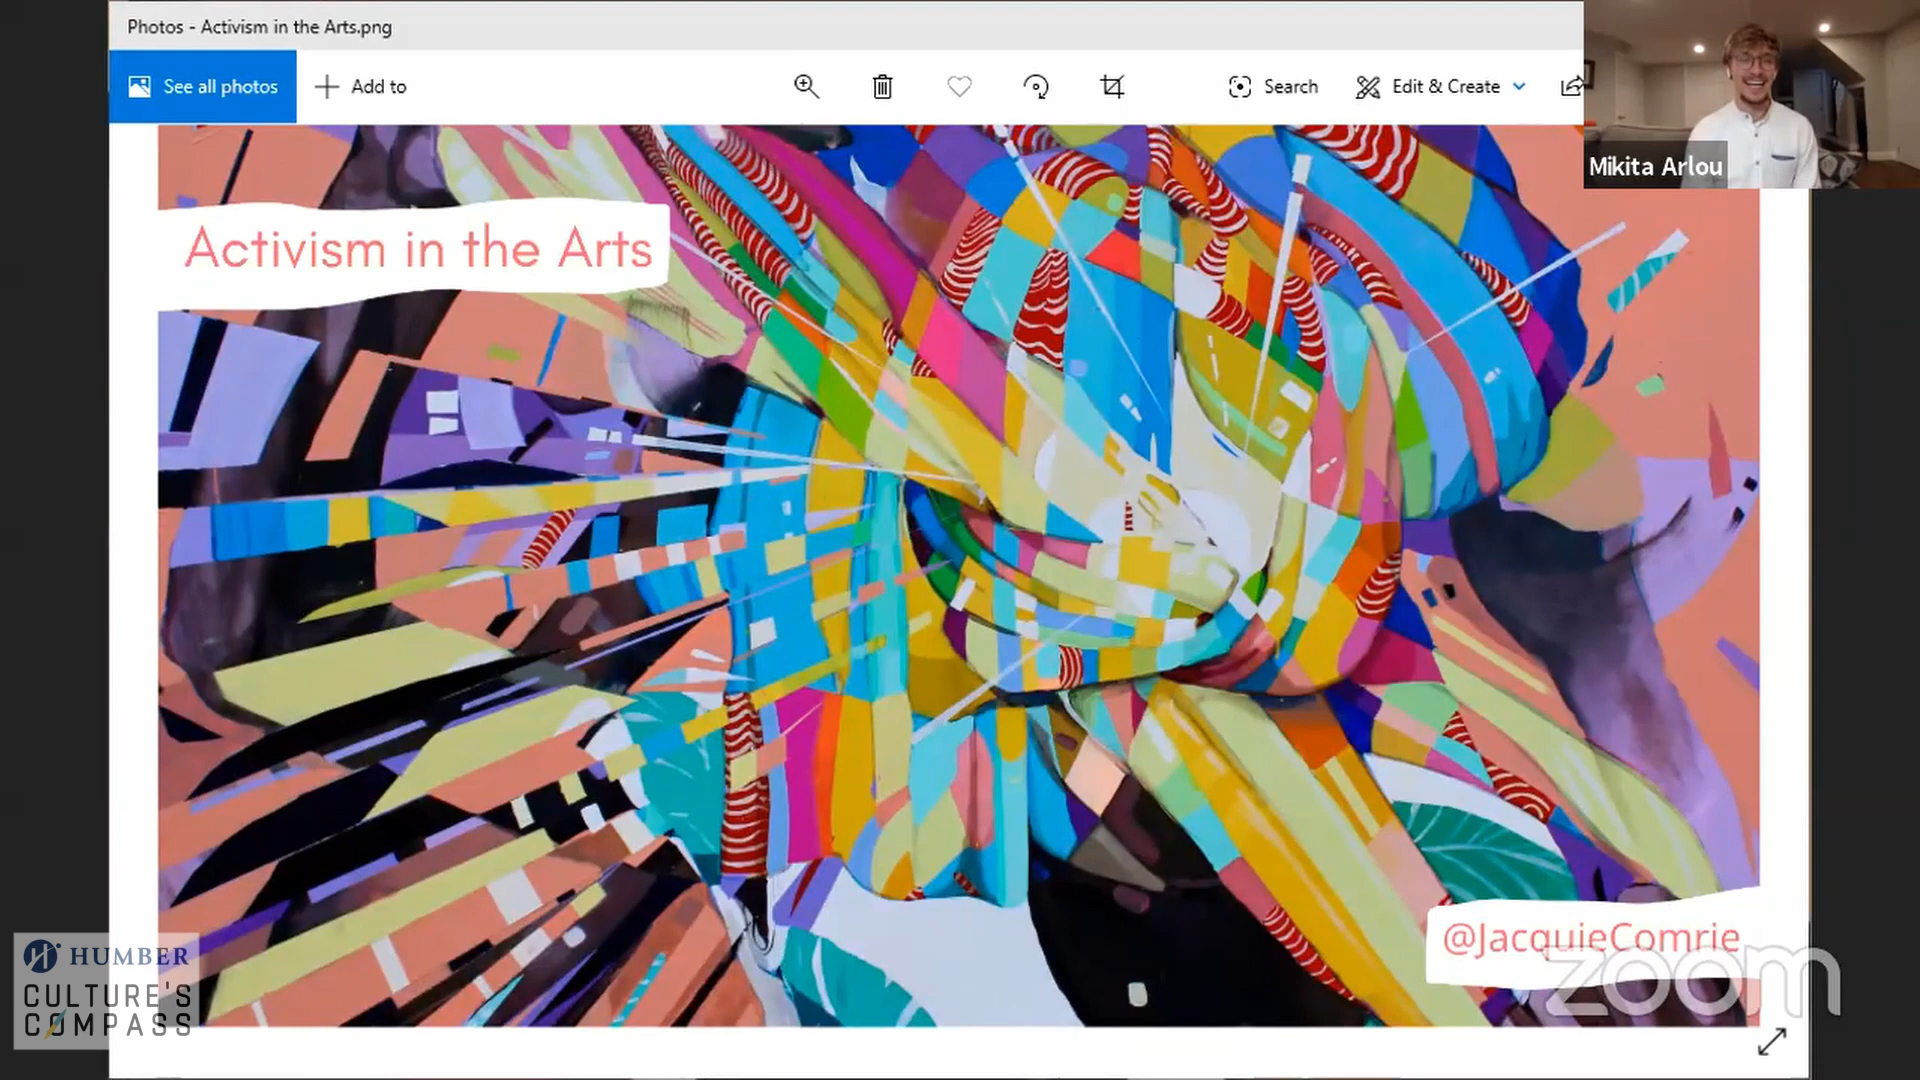 Photos - Activism in the Arts.png
See all photos
Add to
Search
Edit & Create
Mikita Arlou
Activism in the Arts
@JacquieComrie
zoom
HUMBER
CULTURE'S
COMPASS